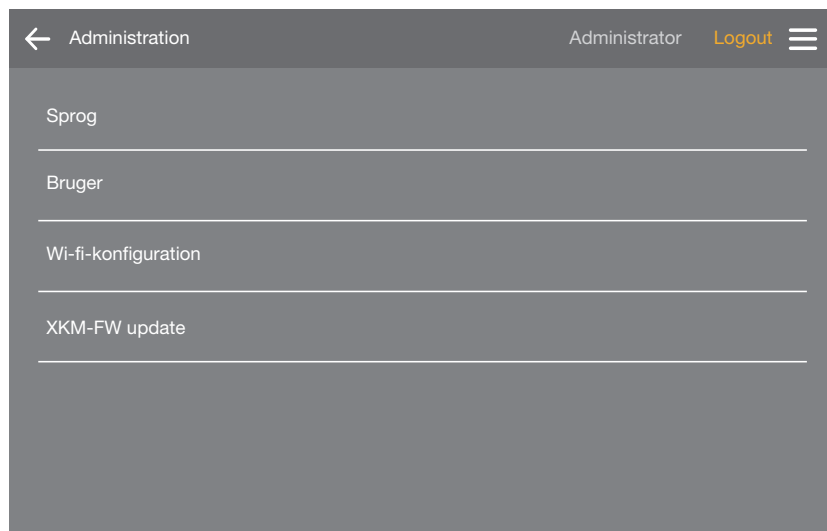 Administration Administrator Logout
Sprog
Bruger
Wi-fi-konfiguration
XKM-FW update